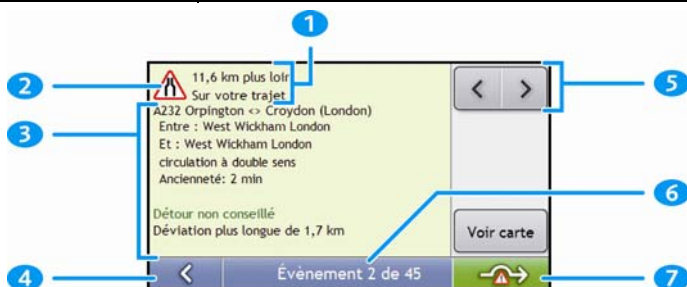 1
11,6 km plus loin
2
Sur votre trajet
5
A232 Orpington <> Croydon (London)
3
Entre : West Wickham London
Et : West Wickham London
circulation à double sens
Ancienneté: 2 min
6
Détour non conseillé
Déviation plus longue de 1,7 km
Voir carte
4
Évènement 2 de 45
7